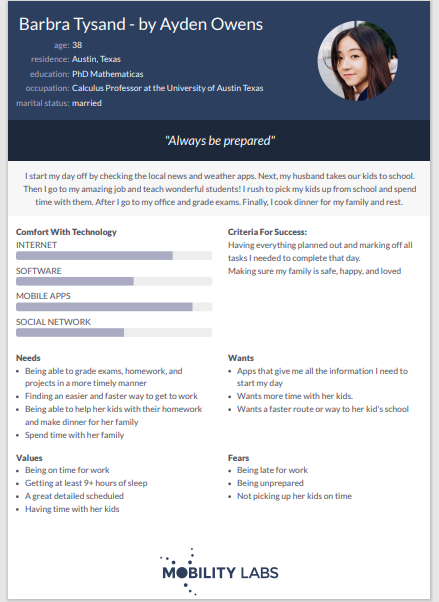 Barbra Tysand - by Ayden Owens
age: 38
residence: Austin, Texas
education: PhD Mathematicas
occupation: Calculus Professor at the University of Austin Texas
marital status: married
"Always be prepared"
I start my day off by checking the local news and weather apps. Next, my husband takes our kids to school.
Then I go to my amazing job and teach wonderful students! I rush to pick my kids up from school and spend
time with them. After I go to my office and grade exams. Finally, I cook dinner for my family and rest.
Comfort With Technology
INTERNET
SOFTWARE
MOBILE APPS
SOCIAL NETWORK
Criteria For Success:
Having everything planned out and marking off all
tasks I needed to complete that day.
Making sure my family is safe, happy, and loved
Needs
• Being able to grade exams, homework, and
projects in a more timely manner
• Finding an easier and faster way to get to work
• Being able to help her kids with their homework
and make dinner for her family
• Spend time with her family
Wants
• Apps that give me all the information I need to
start my day
• Wants more time with her kids.
• Wants a faster route or way to her kid's school
Values
• Being on time for work
• Getting at least 9+ hours of sleep
• A great detailed scheduled
• Having time with her kids
Fears
• Being late for work
• Being unprepared
• Not picking up her kids on time
MOBILITY LABS